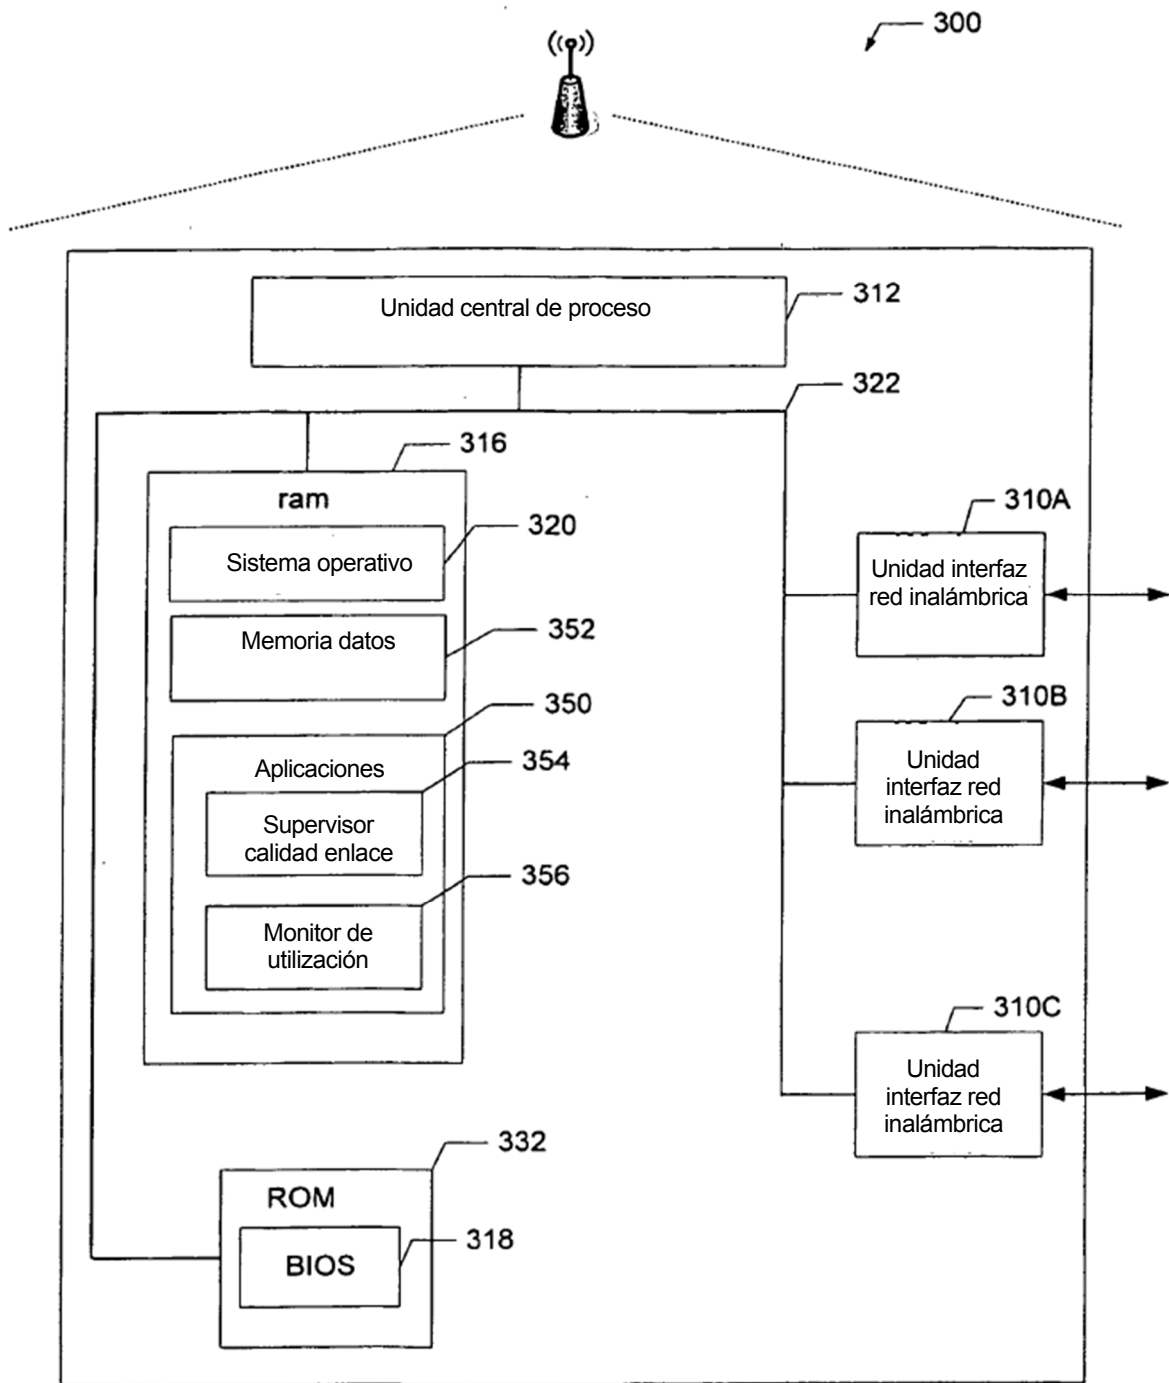 300
Unidad central de proceso
312
322
316
ram
320
Sistema operativo
352
Memoria datos
350
Aplicaciones
354
Supervisor
calidad enlace
356
Monitor de
utilización
310A
Unidad interfaz
red inalámbrica
310B
Unidad
interfaz red
inalámbrica
310C
Unidad
interfaz red
inalámbrica
332
ROM
318
BIOS